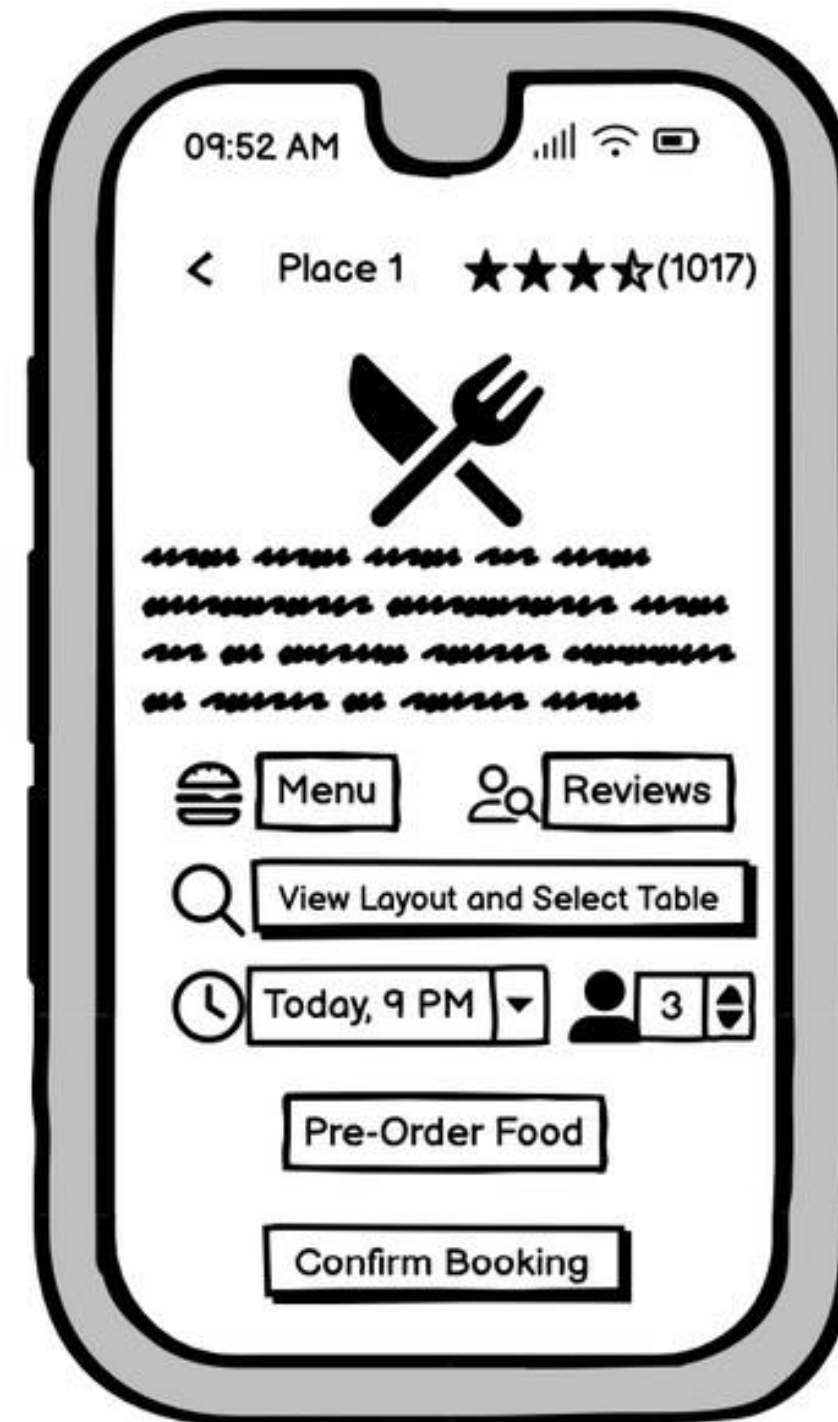 09:52 AM
Place 1 (1017)
Menu Reviews
View Layout and Select Table
Today, 9 PM 3
Pre-Order Food
Confirm Booking